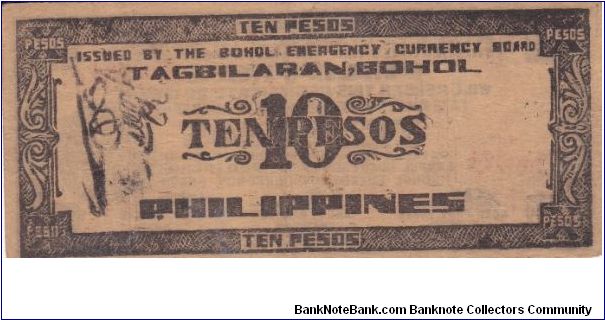 TEN PESOS
PESOS PESOS
ISSUED BY THE BOHOL EMERGENCY CURRENCY BOARD
TAGBILARAN, BOHOL
10
TEN PESOS
PHILIPPINES
PESOS PESOS
TEN PESOS
BankNoteBank.com Banknote Collectors Community